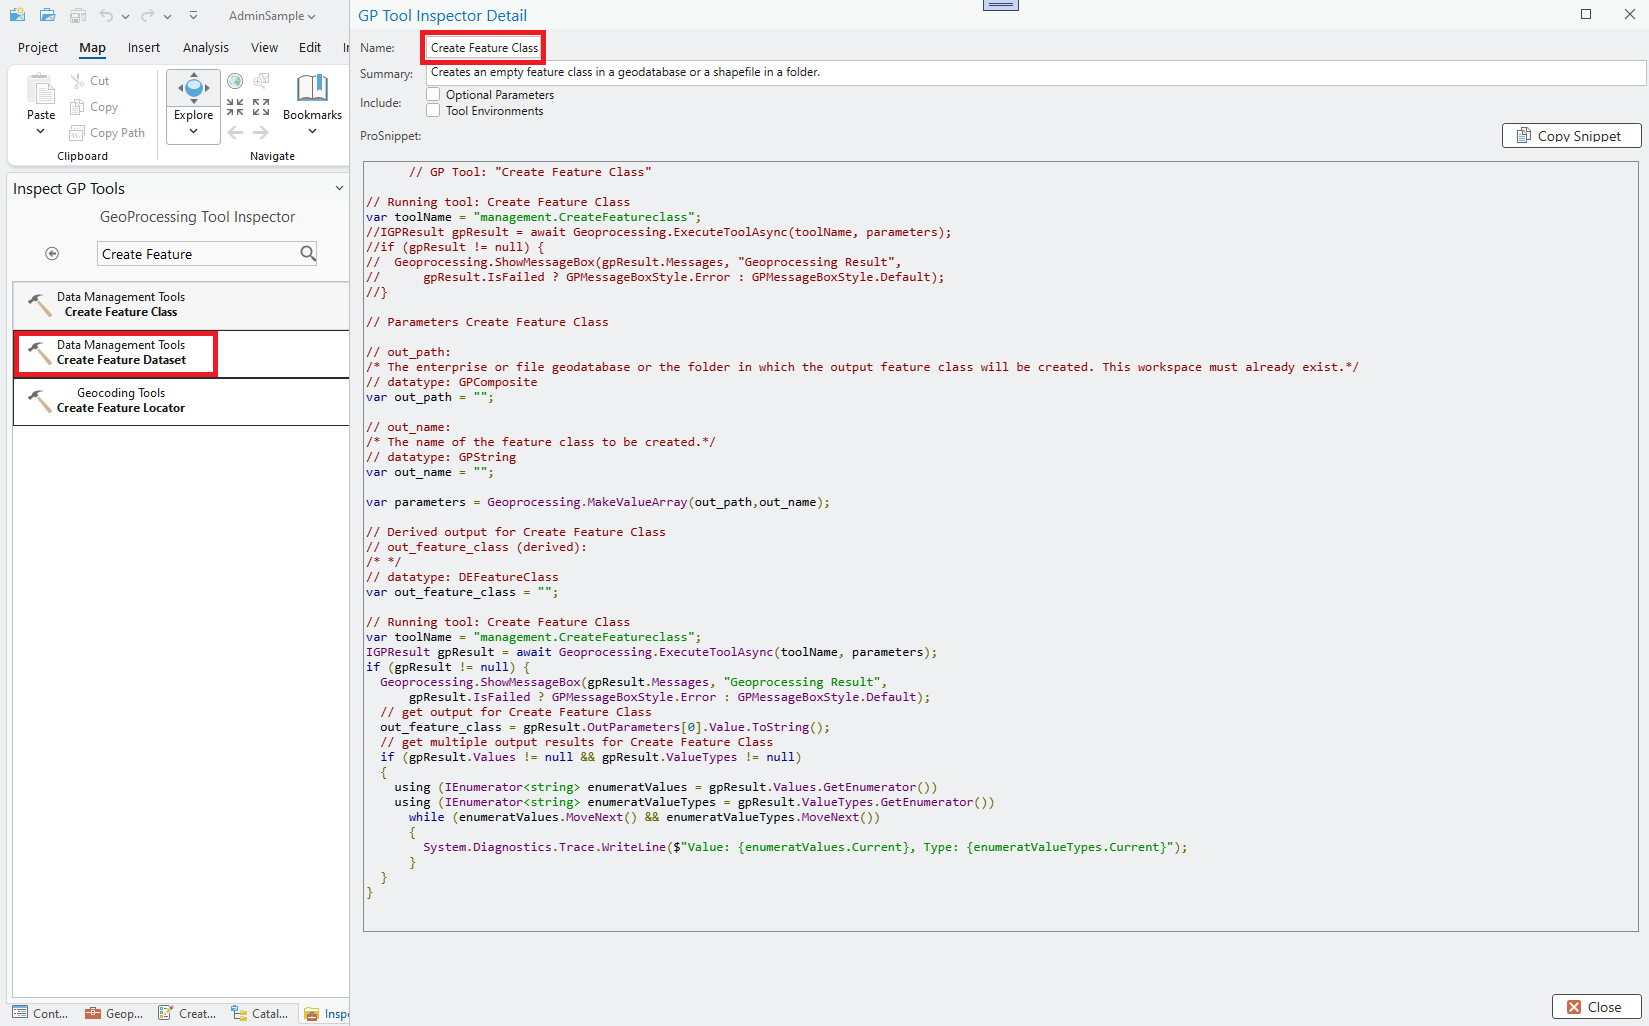 AdminSample
Project Map Insert Analysis View Edit
Paste
Cut
Copy
Copy Path
Clipboard
Explore
Bookmarks
Navigate
Inspect GP Tools
GeoProcessing Tool Inspector
Create Feature
Data Management Tools
Create Feature Class
Data Management Tools
Create Feature Dataset
Geocoding Tools
Create Feature Locator
Cont... Geop... Creat... Catal...
GP Tool Inspector Detail
Name: Create Feature Class
Summary: Creates an empty feature class in a geodatabase or a shapefile in a folder.
Include: Optional Parameters
Tool Environments
ProSnippet:
Copy Snippet
// GP Tool: "Create Feature Class"
// Running tool: Create Feature Class
var toolName = "management.CreateFeatureclass";
//IGPResult gpResult = await Geoprocessing.ExecuteToolAsync(toolName, parameters);
//if (gpResult != null) {
//  Geoprocessing.ShowMessageBox(gpResult.Messages, "Geoprocessing Result",
//      gpResult.IsFailed ? GPMessageBoxStyle.Error : GPMessageBoxStyle.Default);
//}
// Parameters Create Feature Class
// out_path:
/* The enterprise or file geodatabase or the folder in which the output feature class will be created. This workspace must already exist.*/
// datatype: GPComposite
var out_path = "";
// out_name:
/* The name of the feature class to be created.*/
// datatype: GPString
var out_name = "";
var parameters = Geoprocessing.MakeValueArray(out_path,out_name);
// Derived output for Create Feature Class
// out_feature_class (derived):
/* */
// datatype: DEFeatureClass
var out_feature_class = "";
// Running tool: Create Feature Class
var toolName = "management.CreateFeatureclass";
IGPResult gpResult = await Geoprocessing.ExecuteToolAsync(toolName, parameters);
if (gpResult != null) {
Geoprocessing.ShowMessageBox(gpResult.Messages, "Geoprocessing Result",
gpResult.IsFailed ? GPMessageBoxStyle.Error : GPMessageBoxStyle.Default);
// get output for Create Feature Class
out_feature_class = gpResult.OutParameters[0].Value.ToString();
// get multiple output results for Create Feature Class
if (gpResult.Values != null && gpResult.ValueTypes != null)
{
using (IEnumerator<string> enumeratValues = gpResult.Values.GetEnumerator())
using (IEnumerator<string> enumeratValueTypes = gpResult.ValueTypes.GetEnumerator())
while (enumeratValues.MoveNext() && enumeratValueTypes.MoveNext())
{
System.Diagnostics.Trace.WriteLine($"Value: {enumeratValues.Current}, Type: {enumeratValueTypes.Current}");
}
}
}
Close